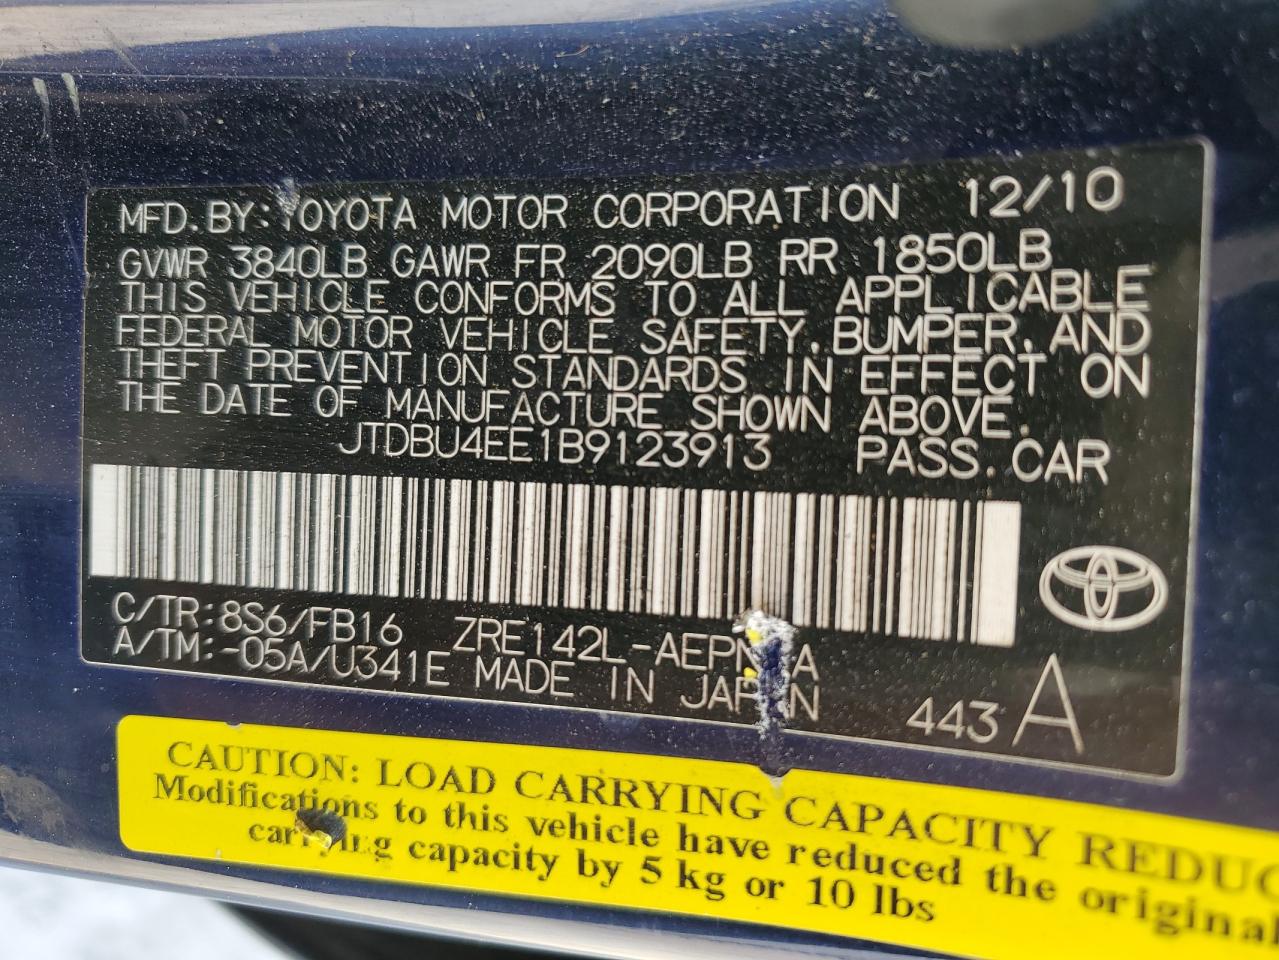 MFD. BY: TOYOTA MOTOR CORPORATION 12/10
GVWR 3840LB GAWR FR 2090LB RR 1850LB
THIS VEHICLE CONFORMS TO ALL APPLICABLE
FEDERAL MOTOR VEHICLE SAFETY, BUMPER, AND
THEFT PREVENTION STANDARDS IN EFFECT ON
THE DATE OF MANUFACTURE SHOWN ABOVE.
JTDBU4EE1B9123913 PASS. CAR
C/TR: 8S6/FB16 ZRE142L-
A/TM: -05A/U341E MADE IN JAPAN 443 A
CAUTION: LOAD CARRYING CAPACITY
Modifications to this vehicle have reduced the original
carrying capacity by 5 kg or 10 lbs